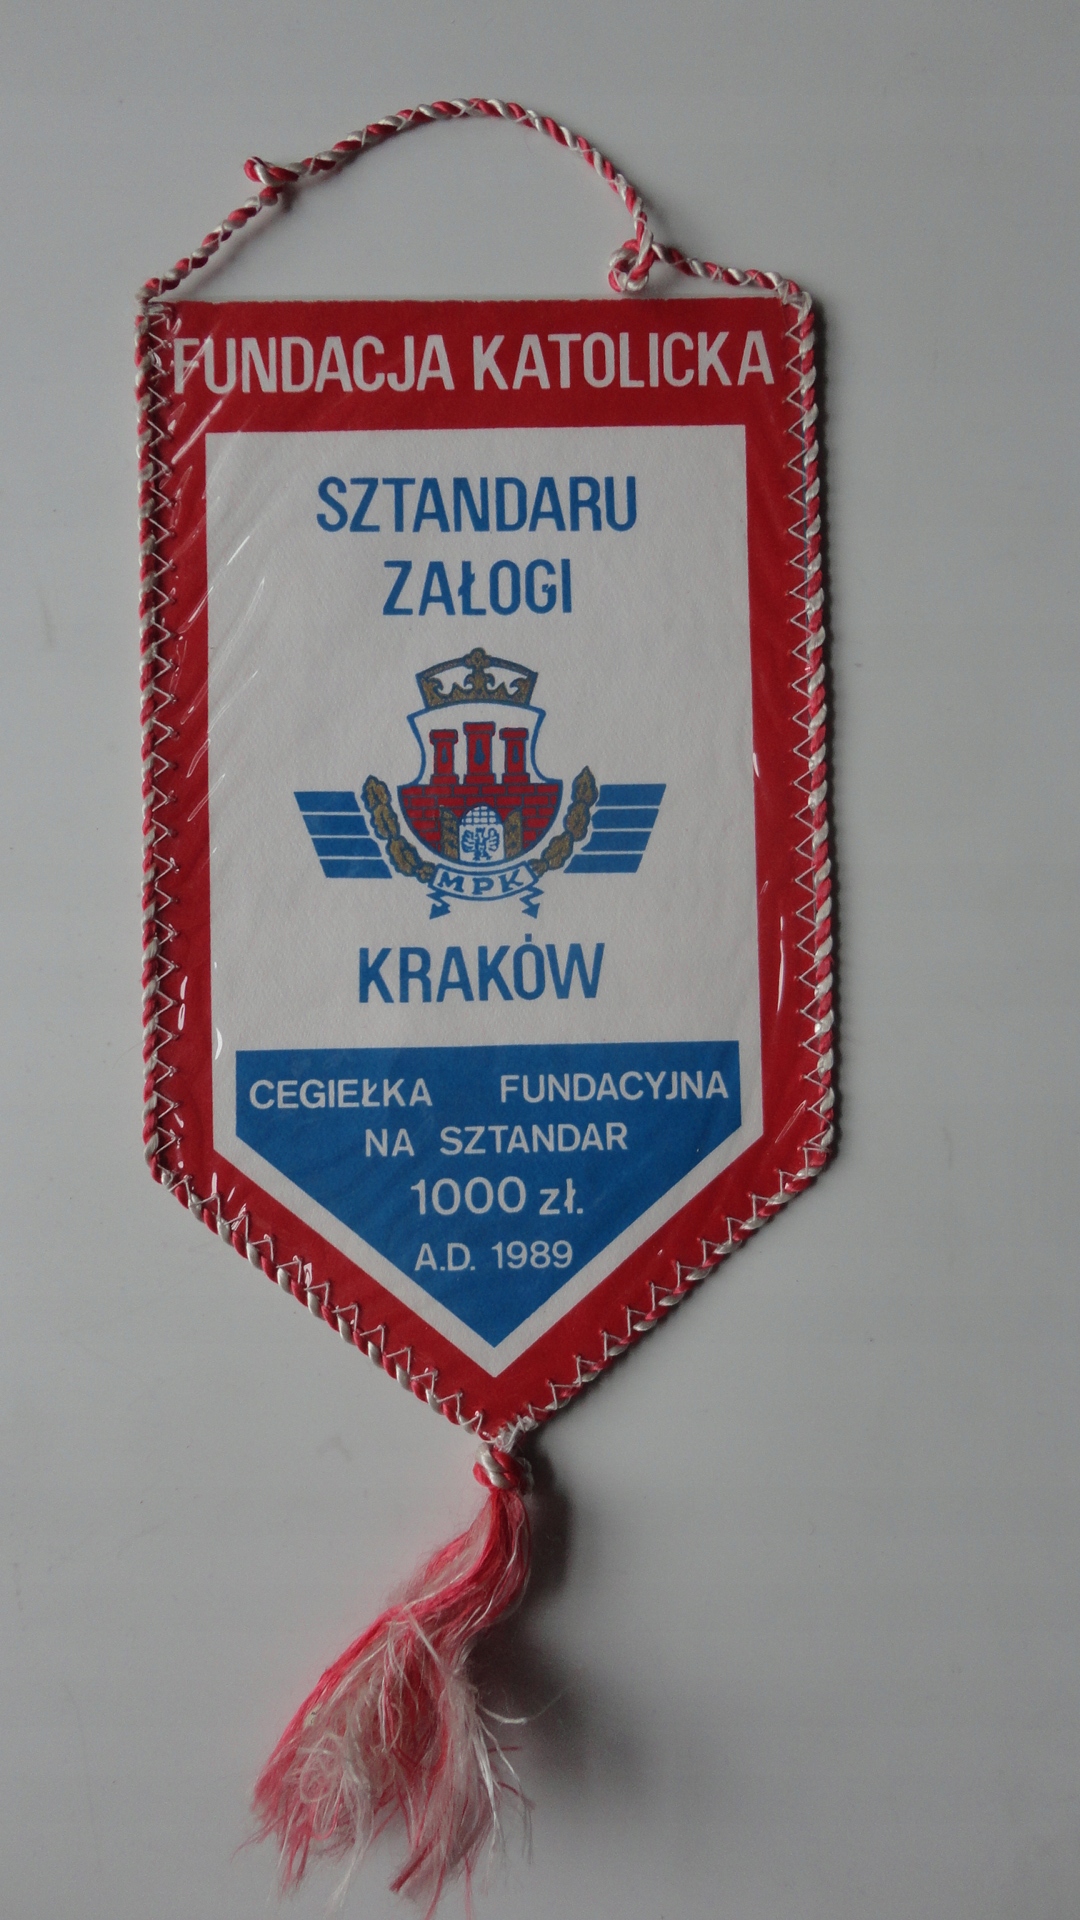 FUNDACJA KATOLICKA
SZTANDARU
ZAŁOGI
MPK
KRAKÓW
CEGIEŁKA FUNDACYJNA
NA SZTANDAR
1000 zł.
A.D. 1989